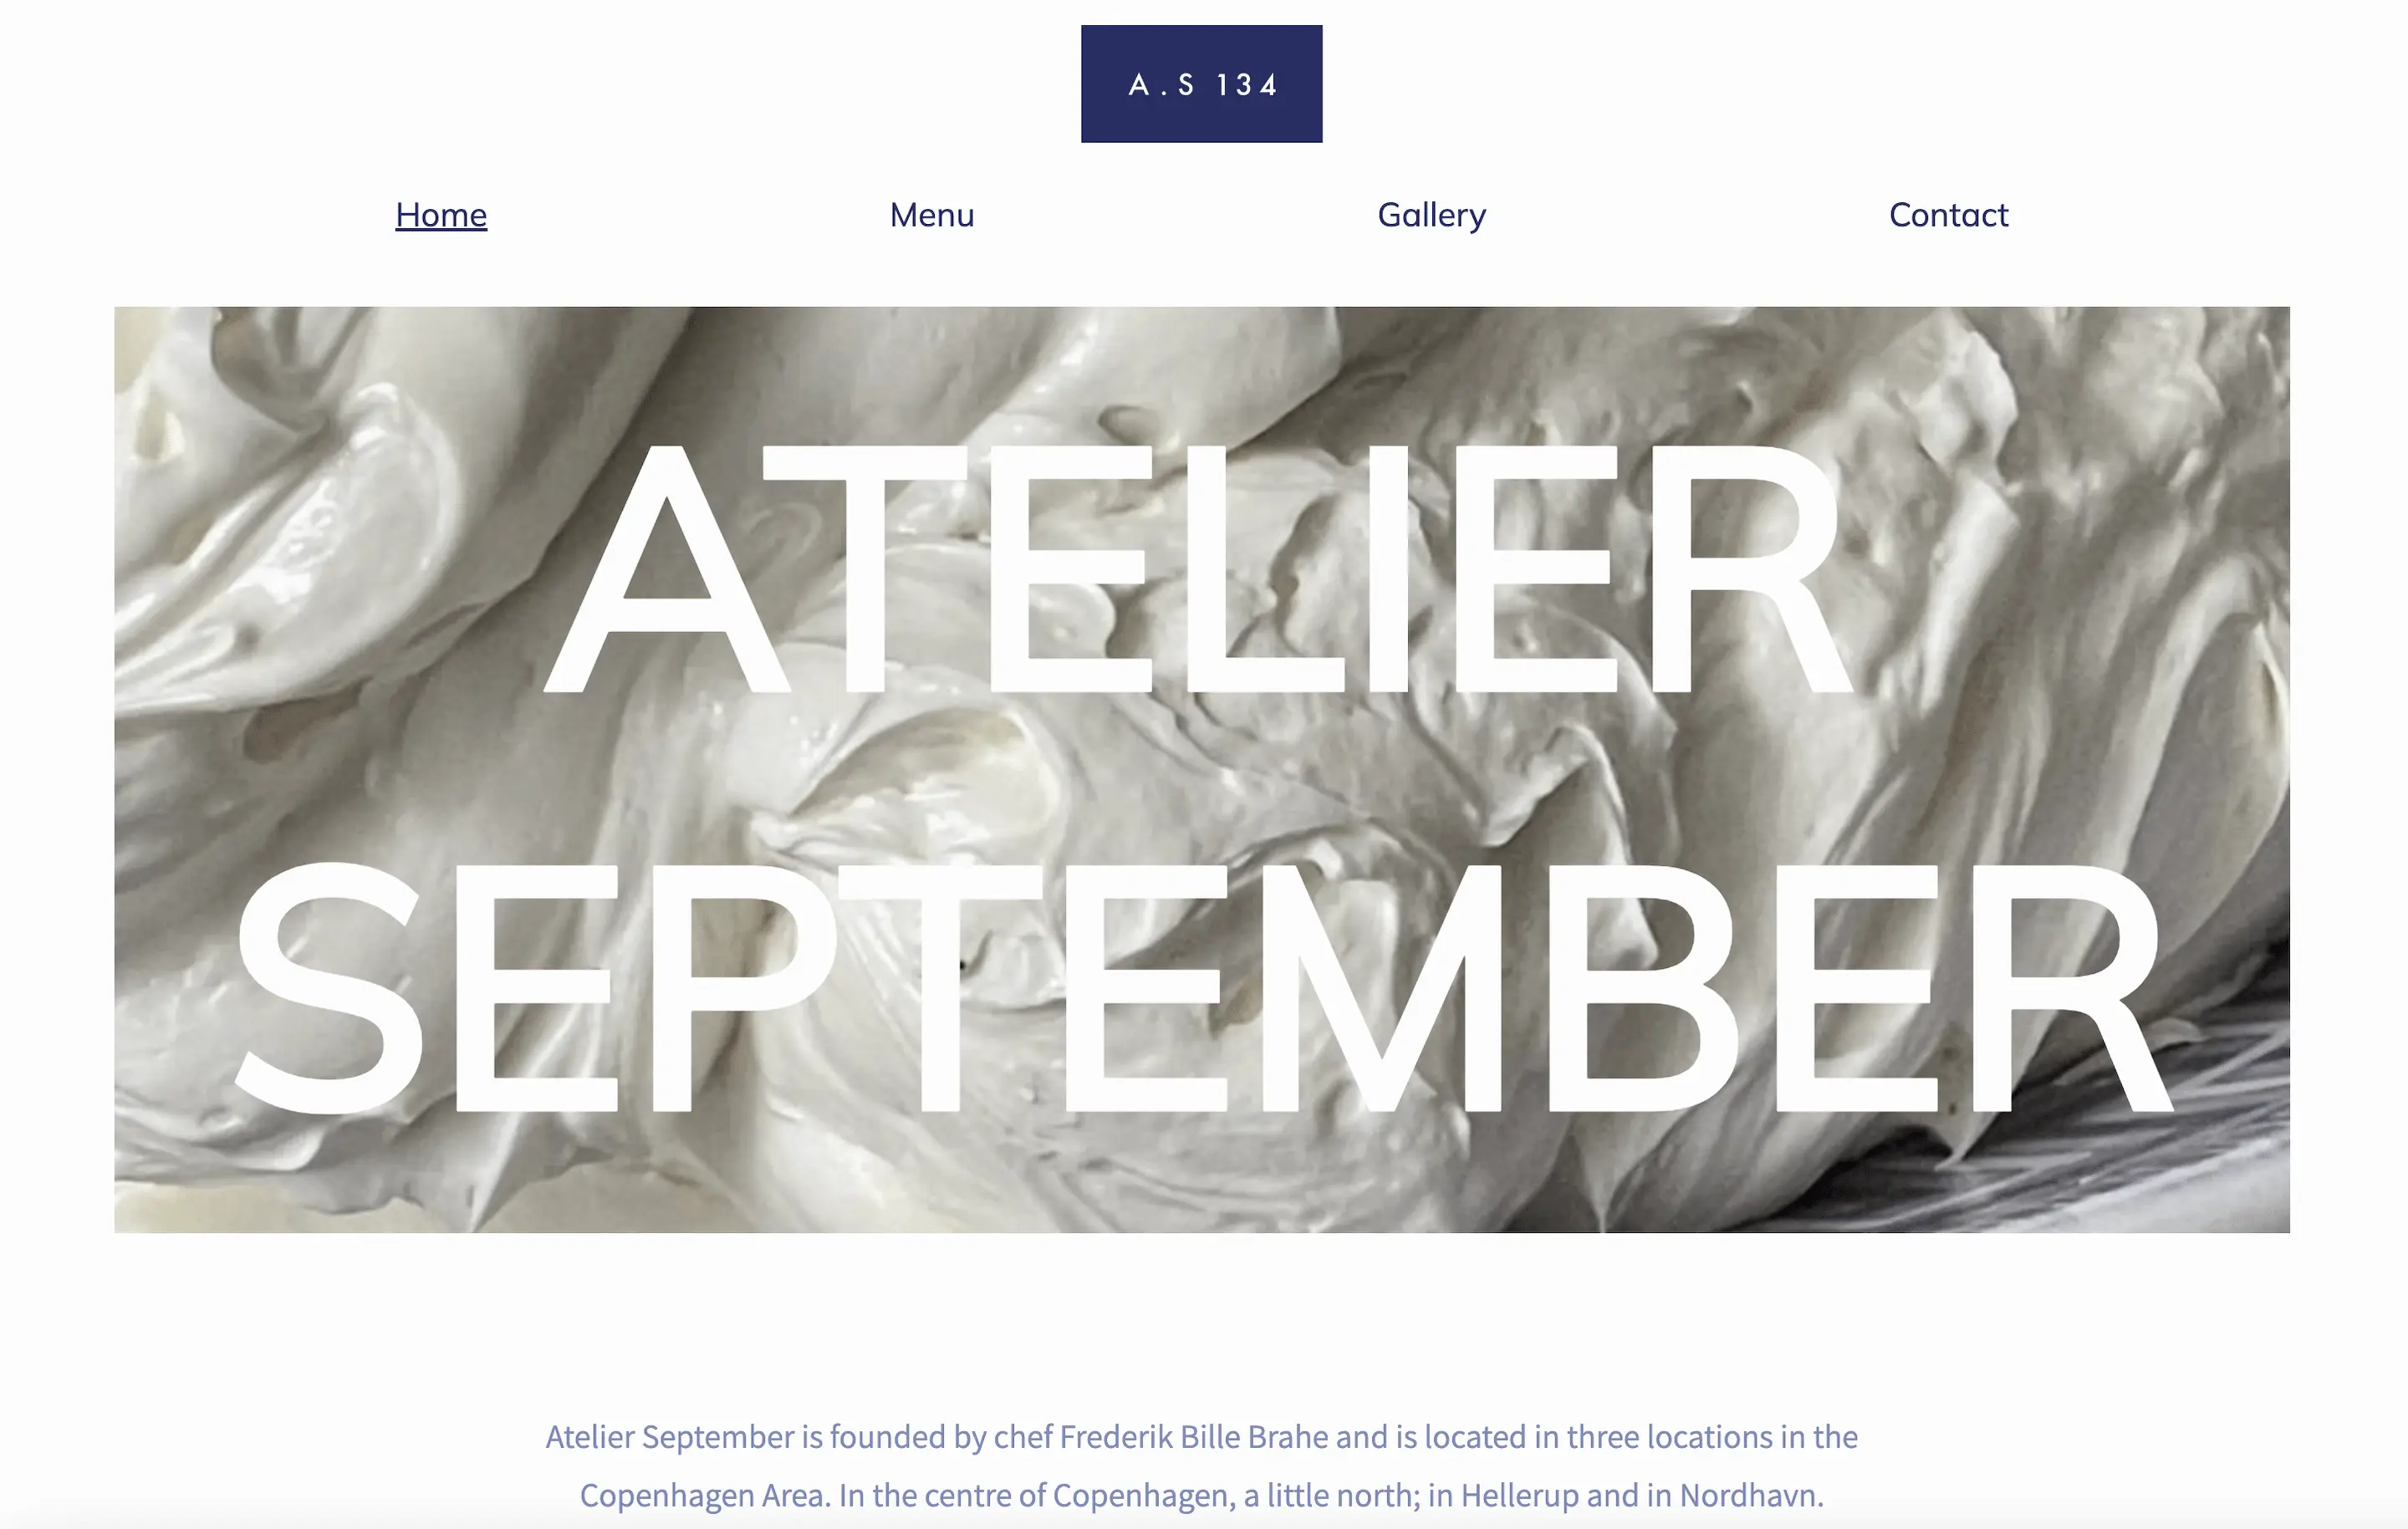 A.S 134
Home Menu Gallery Contact
ATELIER
SEPTEMBER
Atelier September is founded by chef Frederik Bille Brahe and is located in three locations in the
Copenhagen Area. In the centre of Copenhagen, a little north; in Hellerup and in Nordhavn.